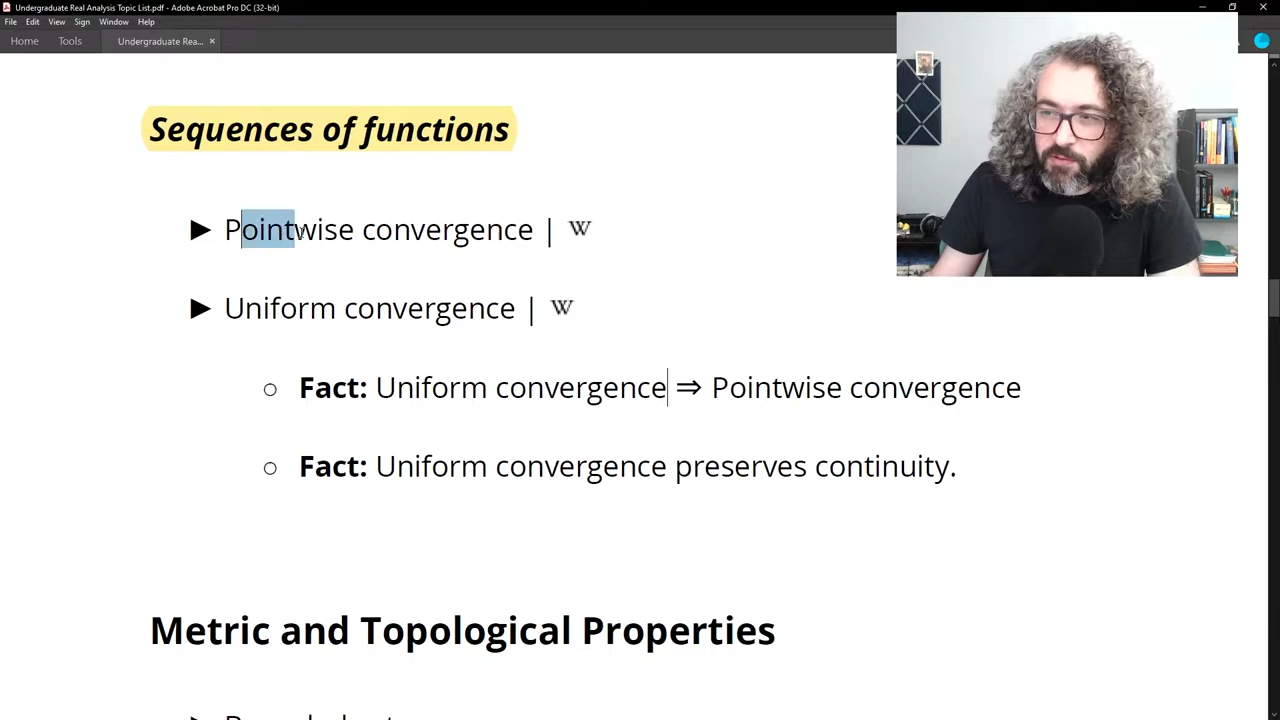 Undergraduate Real Analysis Topic List.pdf - Adobe Acrobat Pro DC (32-bit)
File Edit View Sign Window Help
Home Tools Undergraduate Rea... ×
Sequences of functions
► Pointwise convergence | W
► Uniform convergence | W
○ Fact: Uniform convergence ⇒ Pointwise convergence
○ Fact: Uniform convergence preserves continuity.
Metric and Topological Properties